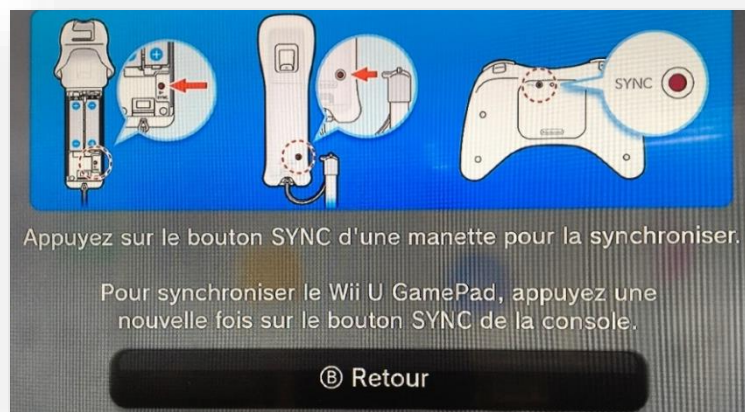 SYNC
Appuyez sur le bouton SYNC d'une manette pour la synchroniser.
Pour synchroniser le Wii U GamePad, appuyez une
nouvelle fois sur le bouton SYNC de la console.
Ⓑ Retour